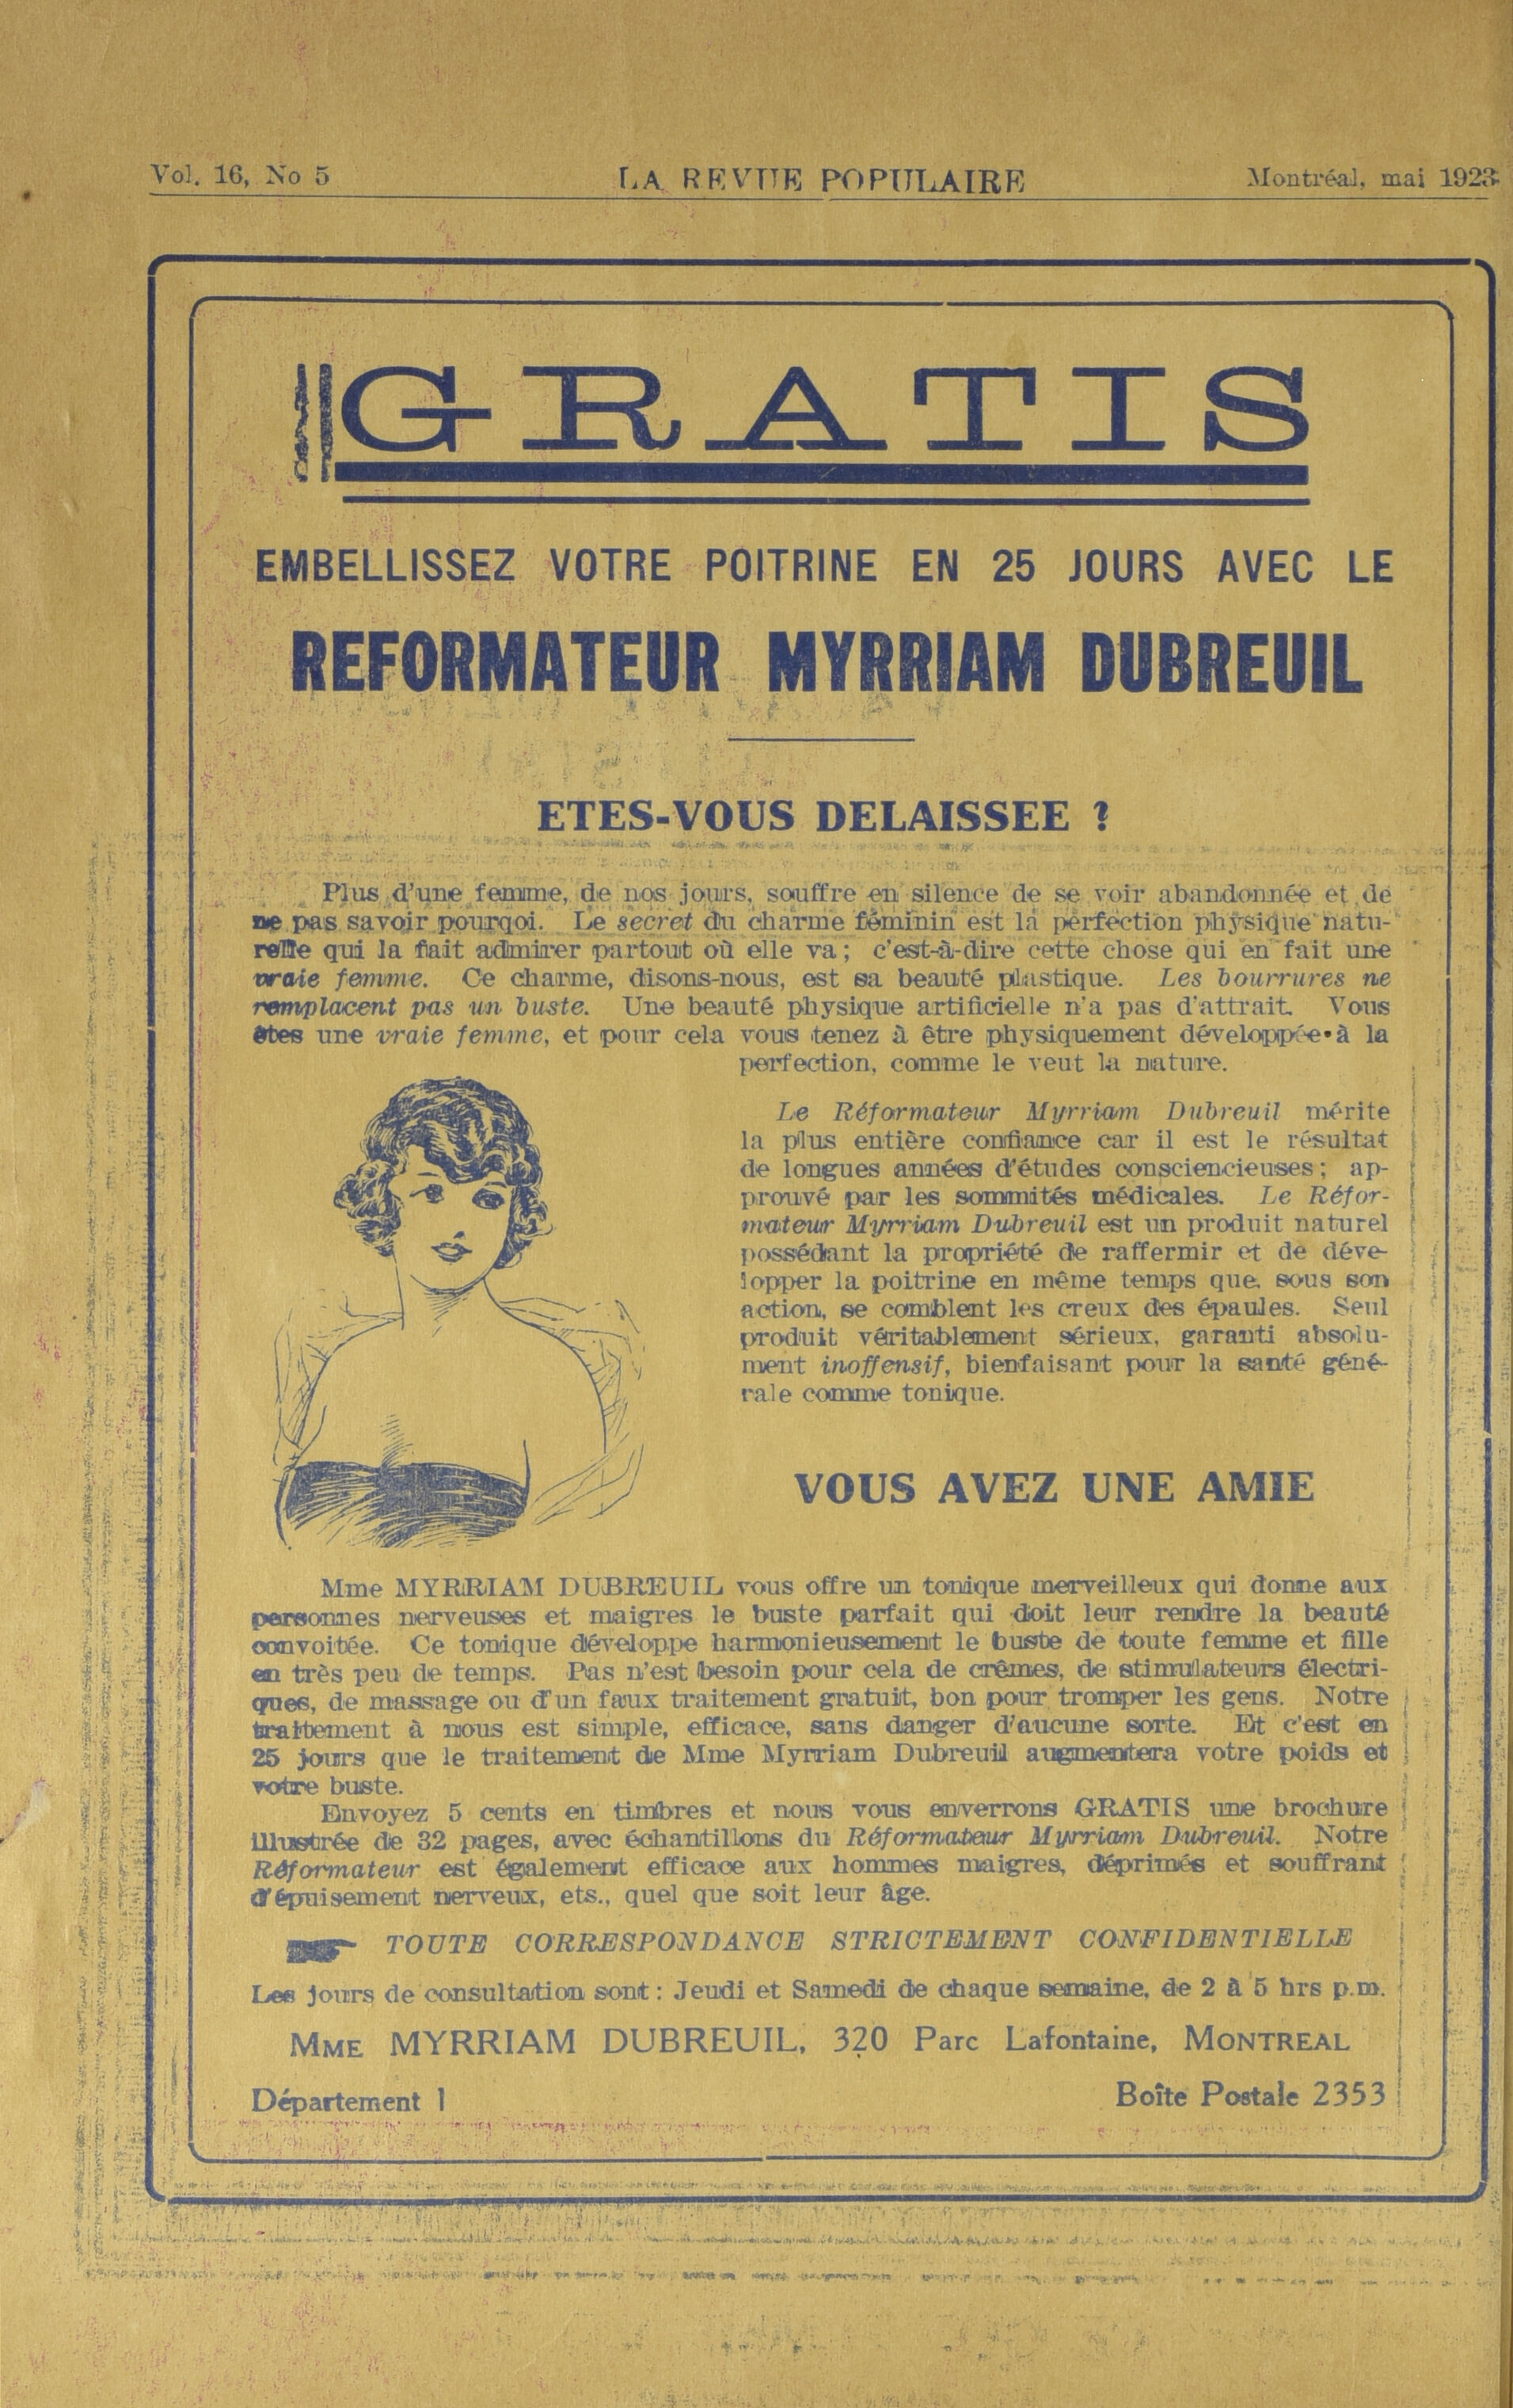 Vol. 16, No 5 LA REVUE POPULAIRE Montréal, mai 1923
GRATIS
EMBELLISSEZ VOTRE POITRINE EN 25 JOURS AVEC LE
REFORMATEUR MYRRIAM DUBREUIL
ETES-VOUS DELAISSEE ?
Plus d'une femme, de nos jours, souffre en silence de se voir abandonnée et de
ne pas savoir pourqoi. Le secret du charme féminin est la perfection physique natu-
relle qui la fait admirer partout où elle va; c'est-à-dire cette chose qui en fait une
vraie femme. Ce charme, disons-nous, est sa beauté plastique. Les bourrures ne
remplacent pas un buste. Une beauté physique artificielle n'a pas d'attrait. Vous
êtes une vraie femme, et pour cela vous tenez à être physiquement développée à la
perfection, comme le veut la nature.
Le Réformateur Myrriam Dubreuil mérite
la plus entière confiance car il est le résultat
de longues années d'études consciencieuses; ap-
prouvé par les sommités médicales. Le Réfor-
mateur Myrriam Dubreuil est un produit naturel
possédant la propriété de raffermir et de déve-
lopper la poitrine en même temps que, sous son
action, se comblent les creux des épaules. Seul
produit véritablement sérieux, garanti absolu-
ment inoffensif, bienfaisant pour la santé géné-
rale comme tonique.
VOUS AVEZ UNE AMIE
Mme MYRRIAM DUBREUIL vous offre un tonique merveilleux qui donne aux
personnes nerveuses et maigres le buste parfait qui doit leur rendre la beauté
convoitée. Ce tonique développe harmonieusement le buste de toute femme et fille
en très peu de temps. Pas n'est besoin pour cela de crêmes, de stimulateurs électri-
ques, de massage ou d'un faux traitement gratuit, bon pour tromper les gens. Notre
traitement à nous est simple, efficace, sans danger d'aucune sorte. Et c'est en
25 jours que le traitement de Mme Myrriam Dubreuil augmentera votre poids et
votre buste.
Envoyez 5 cents en timbres et nous vous enverrons GRATIS une brochure
illustrée de 32 pages, avec échantillons du Réformateur Myrriam Dubreuil. Notre
Réformateur est également efficace aux hommes maigres, déprimés et souffrant
d'épuisement nerveux, ets., quel que soit leur âge.
TOUTE CORRESPONDANCE STRICTEMENT CONFIDENTIELLE
Les jours de consultation sont : Jeudi et Samedi de chaque semaine, de 2 à 5 hrs p.m.
MME MYRRIAM DUBREUIL, 320 Parc Lafontaine, MONTREAL
Département 1 Boîte Postale 2353